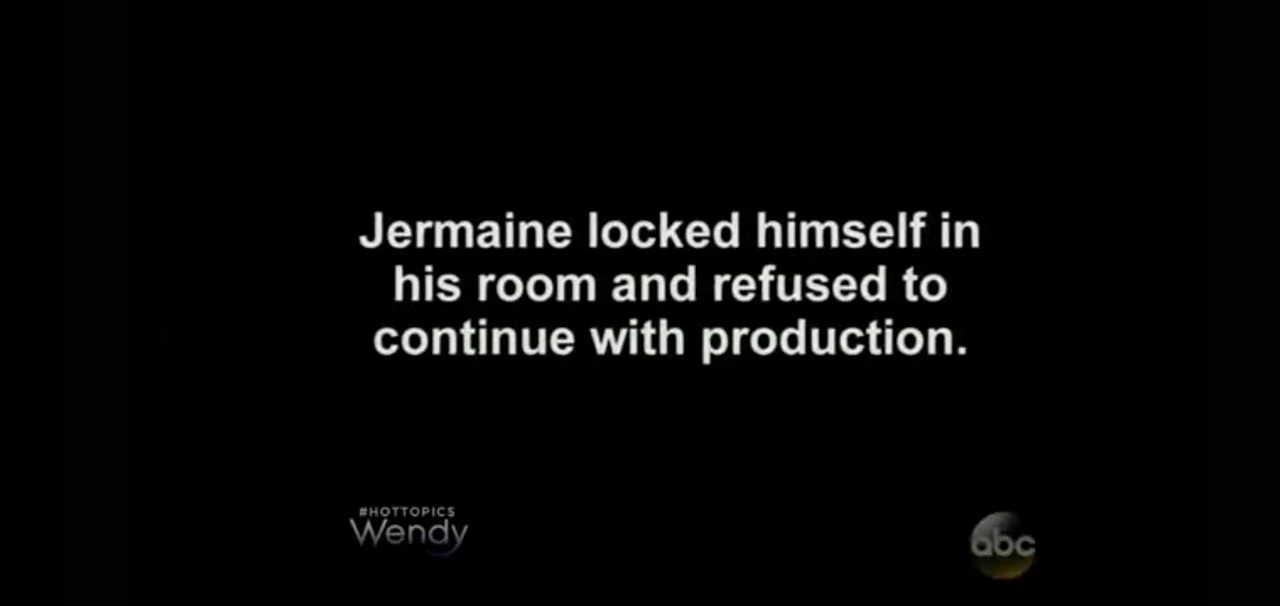 Jermaine locked himself in
his room and refused to
continue with production.
#HOTTOPICS
Wendy
abc